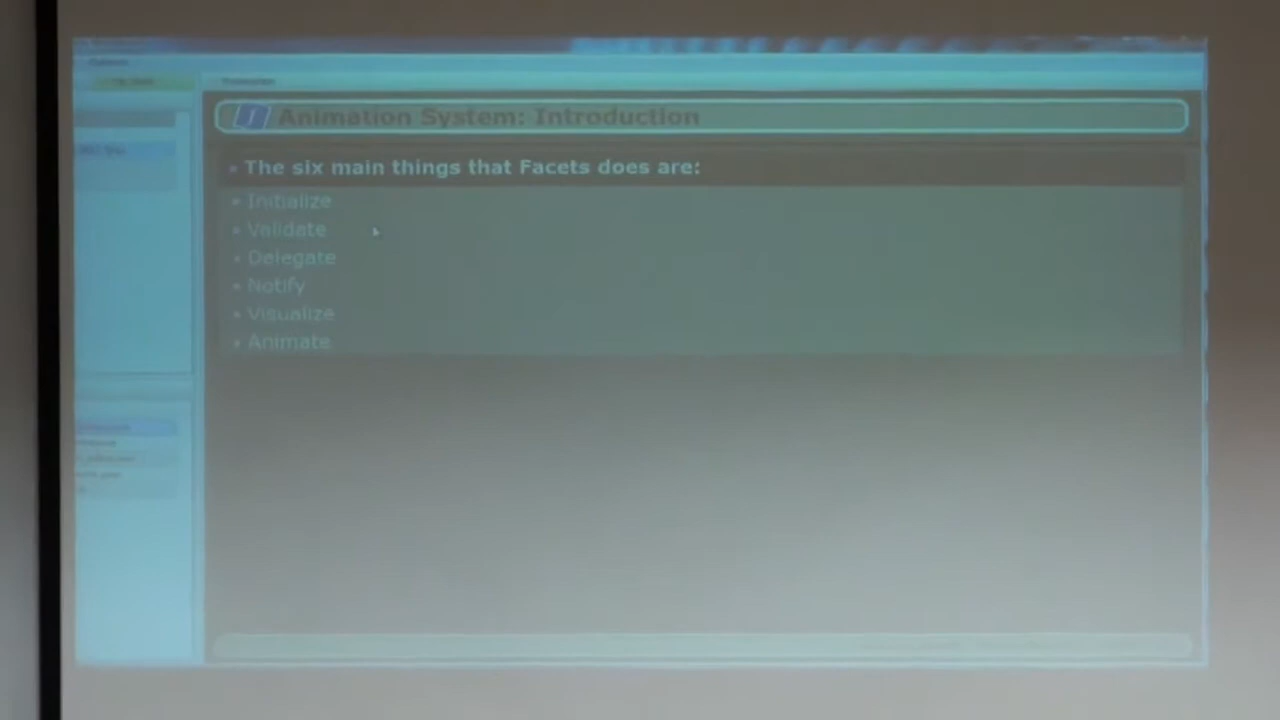 Animation System: Introduction
The six main things that Facets does are:
Initialize
Validate
Delegate
Notify
Visualize
Animate